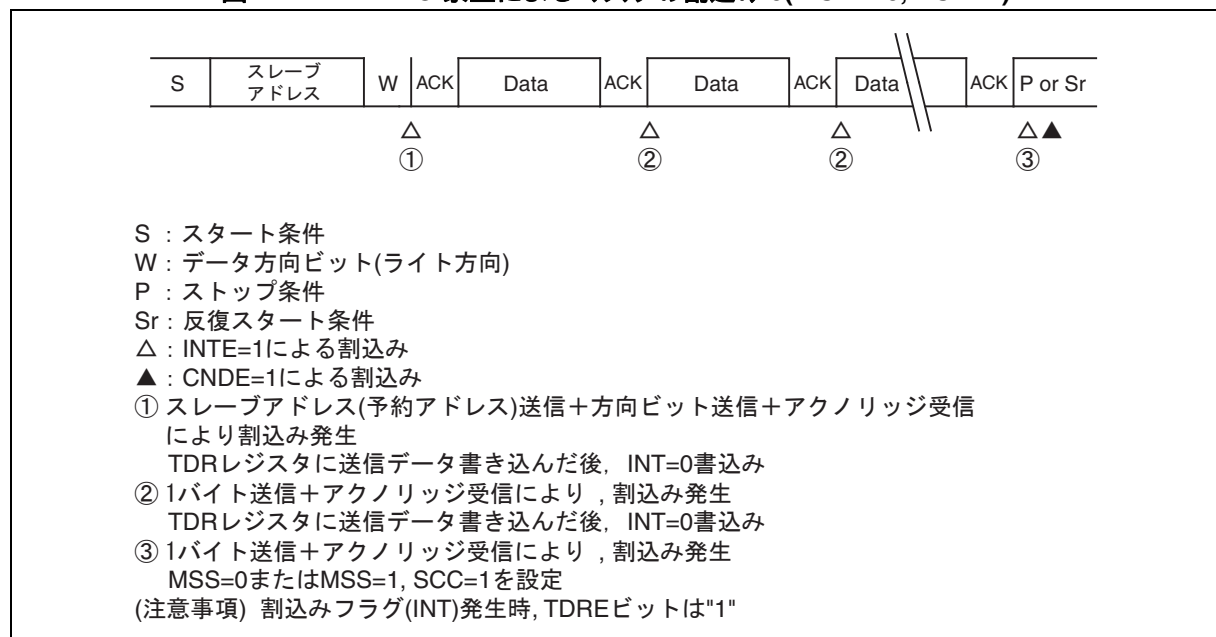 S スレーブ アドレス W ACK Data ACK Data ACK Data ACK P or Sr
△ △ △ △▲
① ② ② ③
S : スタート条件
W : データ方向ビット(ライト方向)
P : ストップ条件
Sr : 反復スタート条件
△ : INTE=1による割込み
▲ : CNDE=1による割込み
① スレーブアドレス(予約アドレス)送信＋方向ビット送信＋アクノリッジ受信
により割込み発生
TDRレジスタに送信データ書き込んだ後, INT=0書込み
② 1バイト送信＋アクノリッジ受信により , 割込み発生
TDRレジスタに送信データ書き込んだ後, INT=0書込み
③ 1バイト送信＋アクノリッジ受信により , 割込み発生
MSS=0またはMSS=1, SCC=1を設定
(注意事項) 割込みフラグ(INT)発生時, TDREビットは"1"